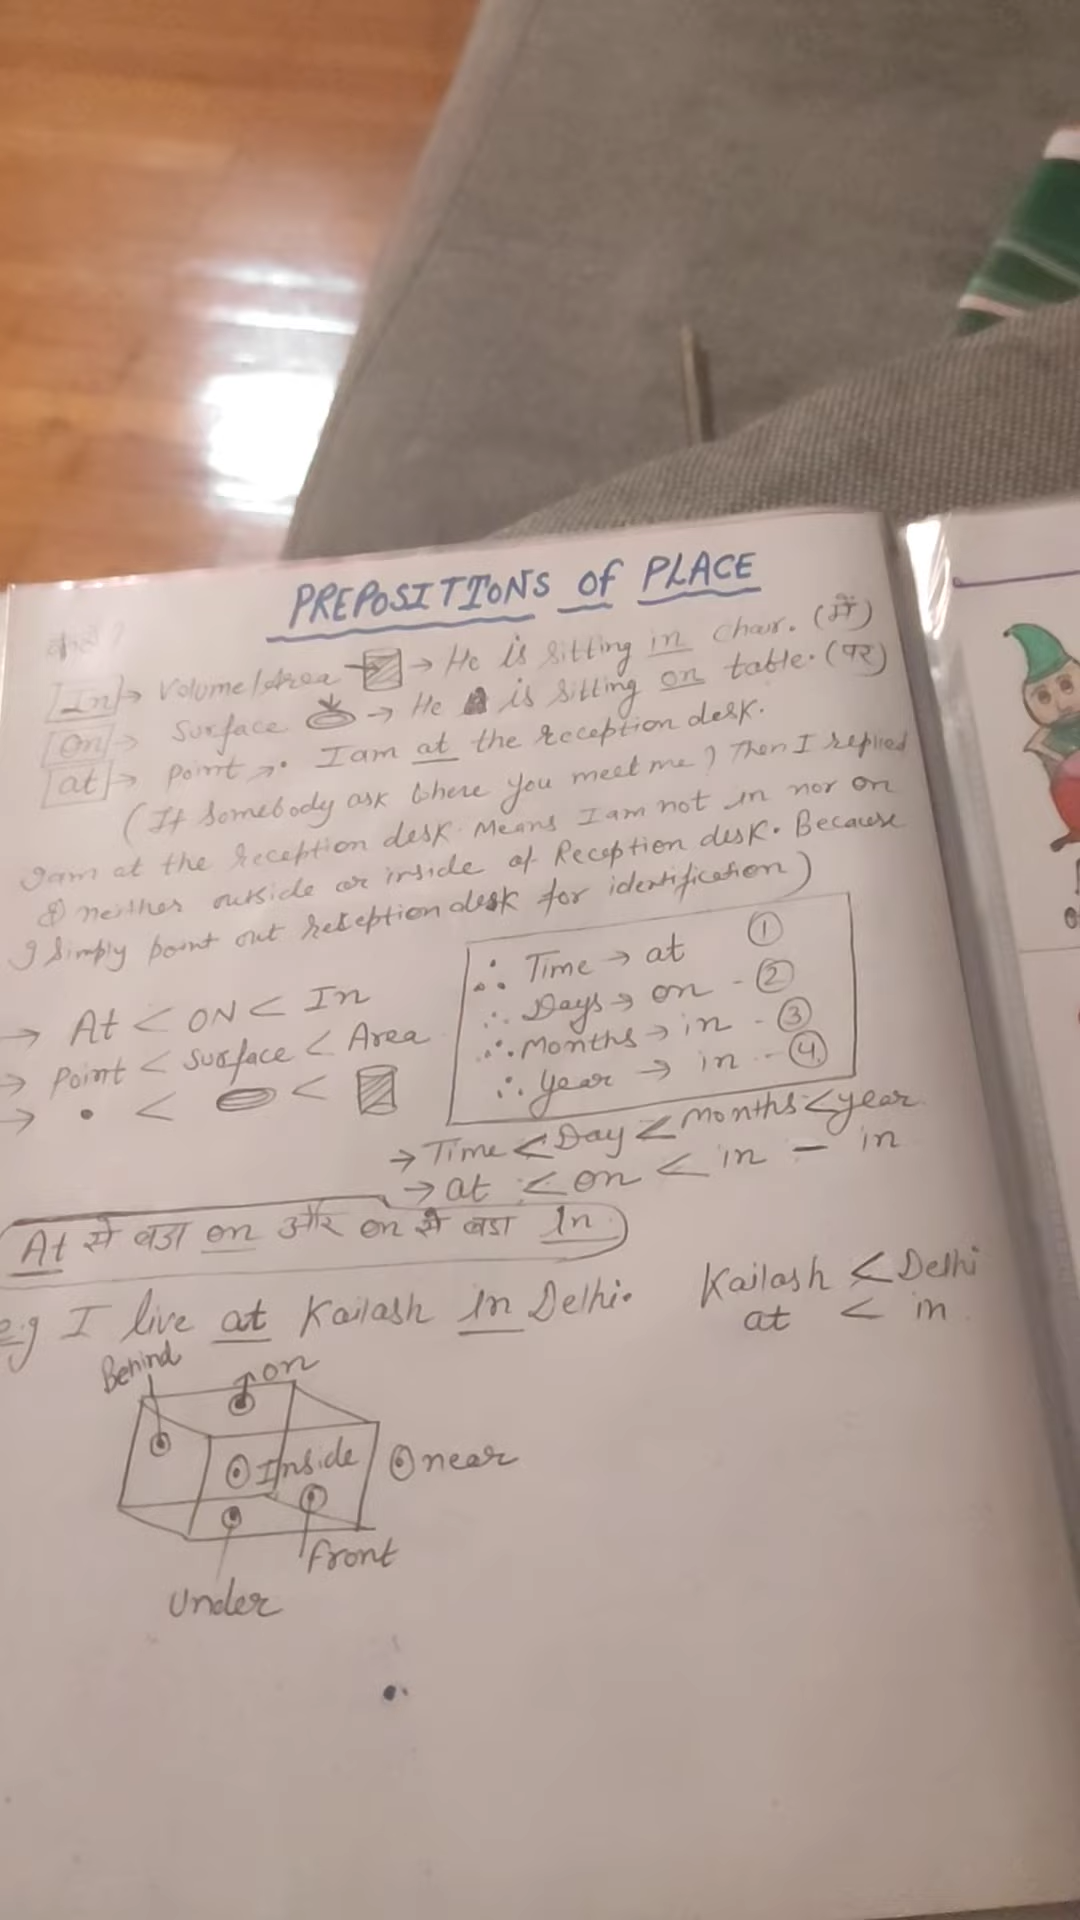 PREPOSITIONS of PLACE
In → Volume/Area → He is sitting in chair. (में)
on → Surface → He is sitting on table. (पर)
at → point → • I am at the reception desk.
(If somebody ask where you meet me? Then I replied
I am at the reception desk. Means I am not in nor on
& neither outside or inside of Reception desk. Because
I simply point out reception desk for identification)
→ At < ON < In
→ Point < Surface < Area
→ • < <
∴ Time → at ①
∴ Days → on - ②
∴ Months → in - ③
∴ Year → in - ④
→ Time < Day < Months < year
→ at < on < in – in
At से बडा on और on से बडा In
e.g I live at Kailash in Delhi.
Kailash < Delhi
at < in
Behind
on
Inside
near
Front
Under